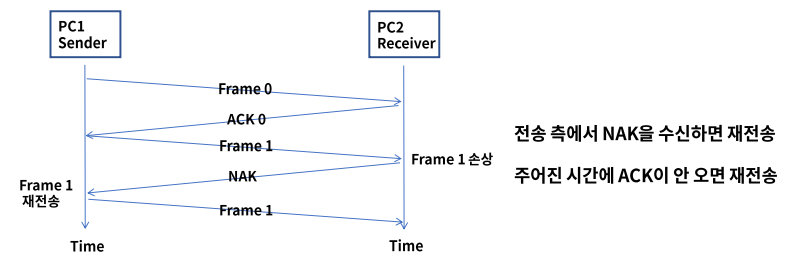 PC1
Sender
PC2
Receiver
Frame 0
ACK 0
Frame 1
Frame 1 손상
NAK
Frame 1
재전송
Frame 1
Time
Time
전송 측에서 NAK을 수신하면 재전송
주어진 시간에 ACK이 안 오면 재전송